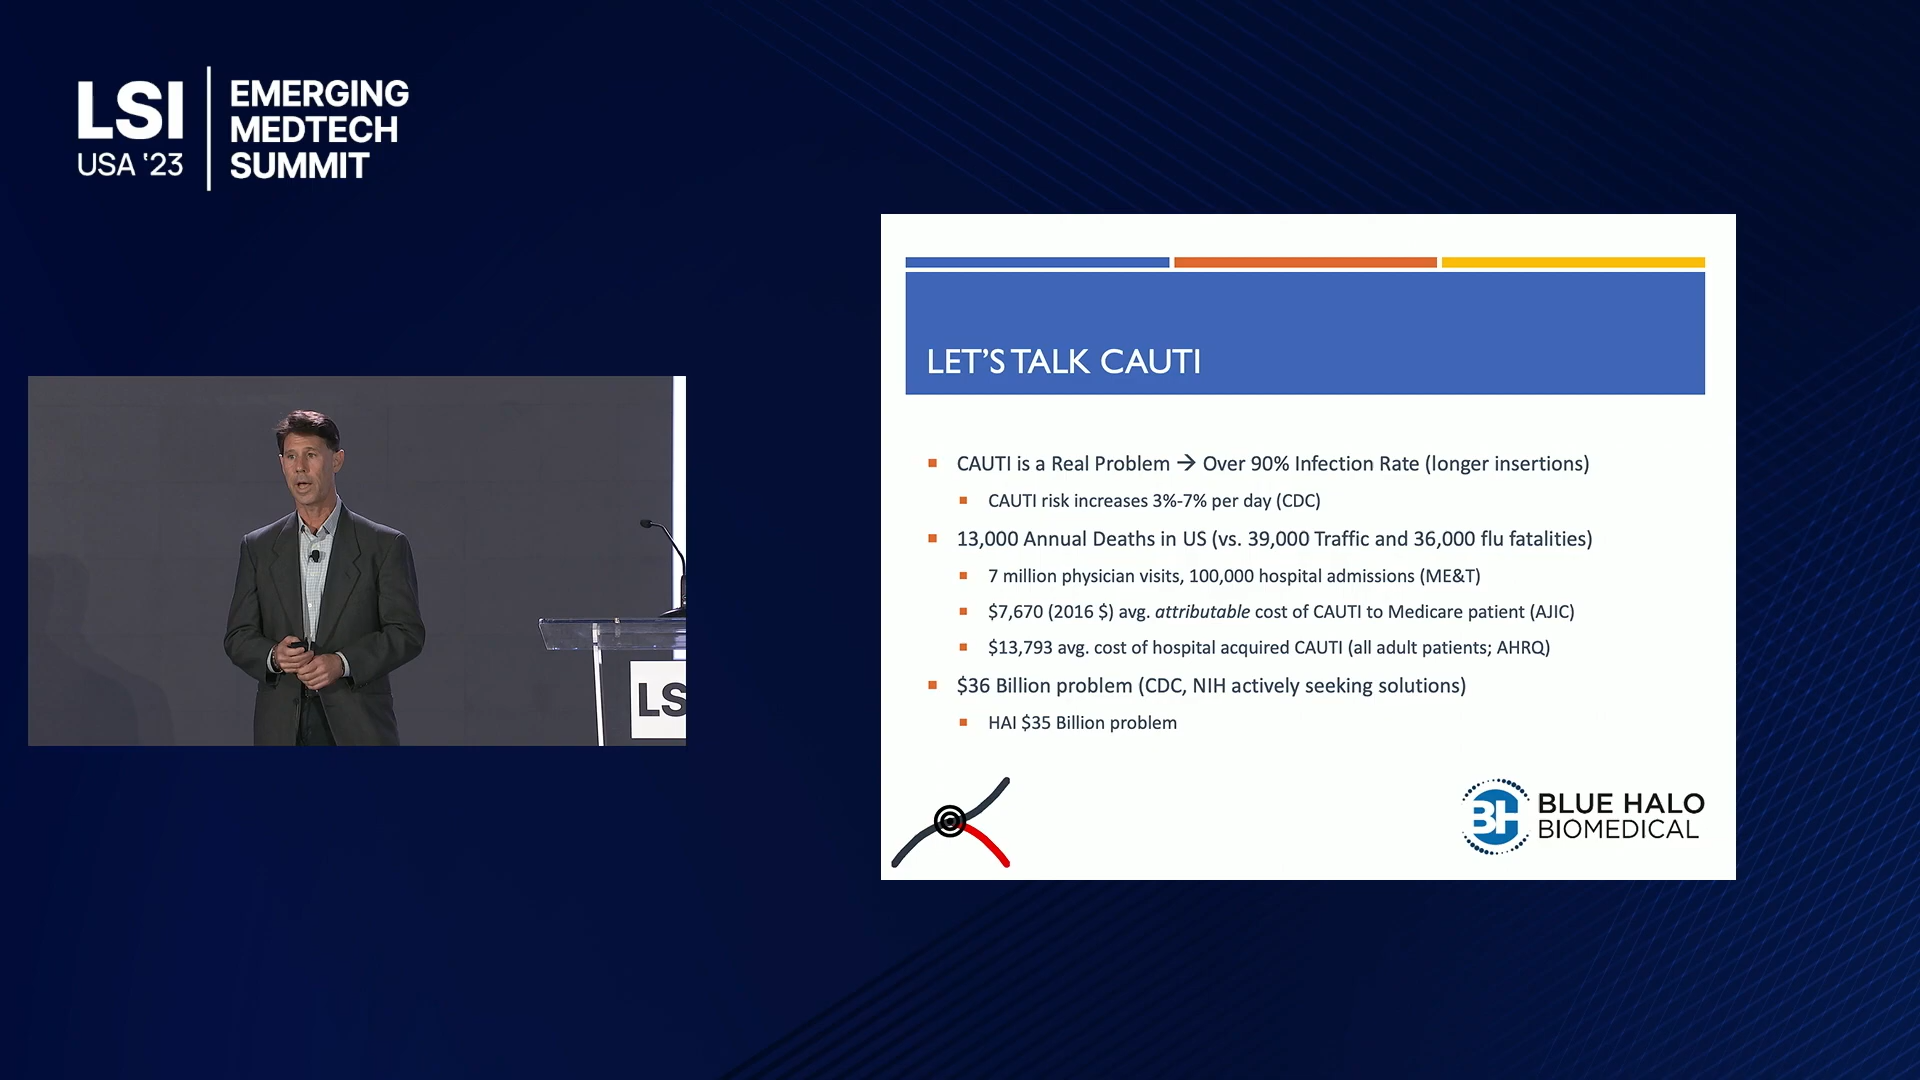 LSI
USA '23
EMERGING
MEDTECH
SUMMIT
LET'S TALK CAUTI
CAUTI is a Real Problem → Over 90% Infection Rate (longer insertions)
CAUTI risk increases 3%-7% per day (CDC)
13,000 Annual Deaths in US (vs. 39,000 Traffic and 36,000 flu fatalities)
7 million physician visits, 100,000 hospital admissions (ME&T)
$7,670 (2016 $) avg. attributable cost of CAUTI to Medicare patient (AJIC)
$13,793 avg. cost of hospital acquired CAUTI (all adult patients; AHRQ)
$36 Billion problem (CDC, NIH actively seeking solutions)
HAI $35 Billion problem
BH
BLUE HALO
BIOMEDICAL
LS